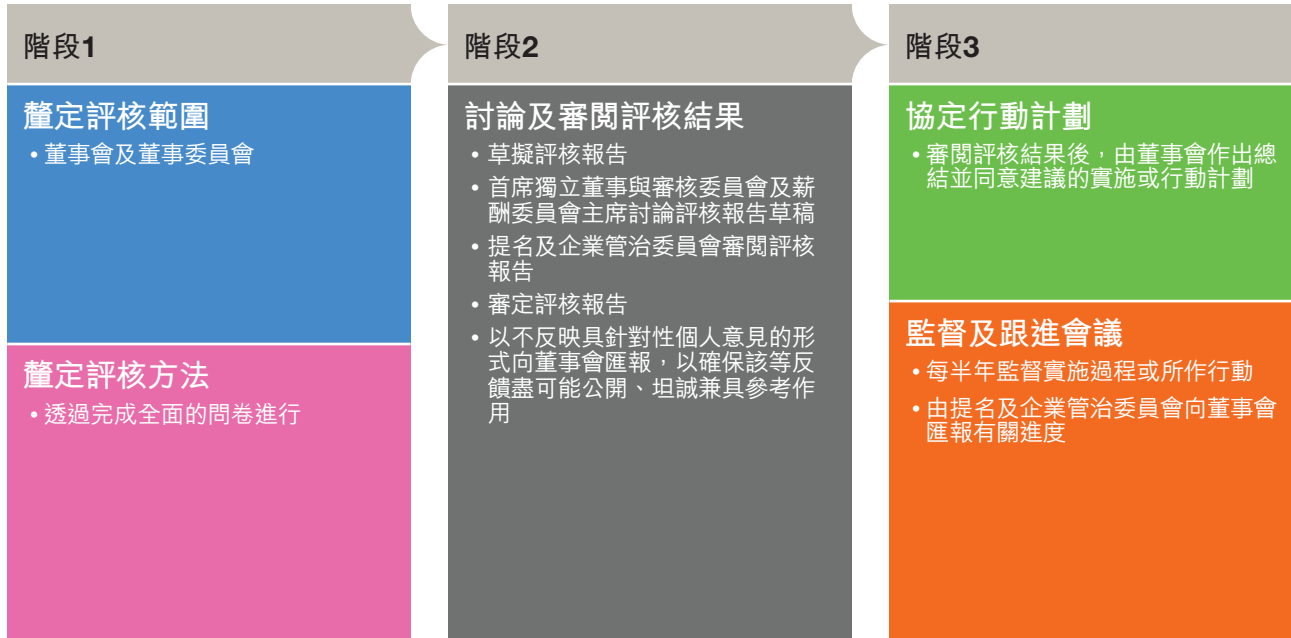 階段1
釐定評核範圍
• 董事會及董事委員會
釐定評核方法
• 透過完成全面的問卷進行
階段2
討論及審閱評核結果
• 草擬評核報告
• 首席獨立董事與審核委員會及薪
酬委員會主席討論評核報告草稿
• 提名及企業管治委員會審閱評核
報告
• 審定評核報告
• 以不反映具針對性個人意見的形
式向董事會匯報，以確保該等反
饋盡可能公開、坦誠兼具參考作
用
階段3
協定行動計劃
• 審閱評核結果後，由董事會作出總
結並同意建議的實施或行動計劃
監督及跟進會議
• 每半年監督實施過程或所作行動
• 由提名及企業管治委員會向董事會
匯報有關進度